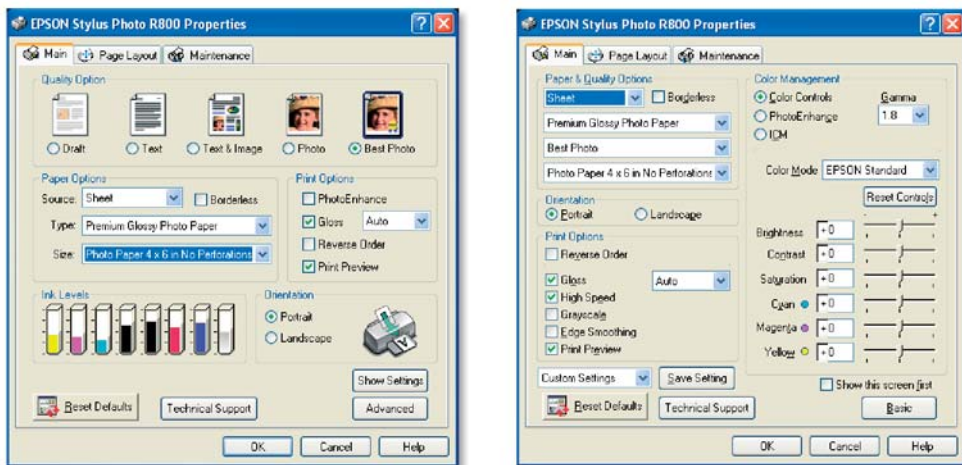 EPSON Stylus Photo R800 Properties
Main Page Layout Maintenance
Quality Option
Draft Text Text & Image Photo Best Photo
Paper Options
Source: Sheet Borderless
Type: Premium Glossy Photo Paper
Size: Photo Paper 4 x 6 in No Perforations
Print Options
PhotoEnhance
Gloss Auto
Reverse Order
Print Preview
Ink Levels
Orientation
Portrait
Landscape
Show Settings
Reset Defaults Technical Support Advanced
OK Cancel Help
EPSON Stylus Photo R800 Properties
Main Page Layout Maintenance
Paper & Quality Options
Sheet Borderless
Premium Glossy Photo Paper
Best Photo
Photo Paper 4 x 6 in No Perforations
Orientation
Portrait Landscape
Print Options
Reverse Order
Gloss Auto
High Speed
Grayscale
Edge Smoothing
Print Preview
Custom Settings Save Setting
Color Management
Color Controls Gamma
PhotoEnhance 1.8
ICM
Color Mode EPSON Standard
Reset Controls
- +
Brightness +0
Contrast +0
Saturation +0
Cyan +0
Magenta +0
Yellow +0
Show this screen first
Reset Defaults Technical Support Basic
OK Cancel Help